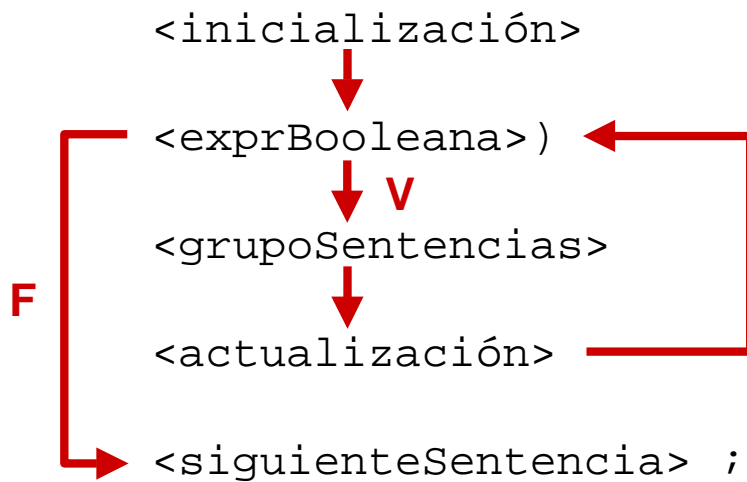 <inicialización>
<exprBooleana>)
V
<grupoSentencias>
F
<actualización>
<siguienteSentencia> ;